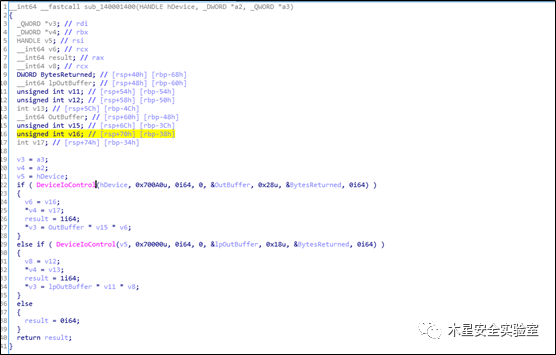 1 __int64 __fastcall sub_140001400(HANDLE hDevice, _DWORD *a2, _QWORD *a3)
2 {
3 _QWORD *v3; // rdi
4 _DWORD *v4; // rbx
5 HANDLE v5; // rsi
6 __int64 v6; // rcx
7 __int64 result; // rax
8 __int64 v8; // rcx
9 DWORD BytesReturned; // [rsp+40h] [rbp-68h]
10 __int64 lpOutBuffer; // [rsp+48h] [rbp-60h]
11 unsigned int v11; // [rsp+54h] [rbp-54h]
12 unsigned int v12; // [rsp+58h] [rbp-50h]
13 int v13; // [rsp+5Ch] [rbp-4Ch]
14 __int64 OutBuffer; // [rsp+60h] [rbp-48h]
15 unsigned int v15; // [rsp+6Ch] [rbp-3Ch]
16 unsigned int v16; // [rsp+70h] [rbp-38h]
17 int v17; // [rsp+74h] [rbp-34h]
18
19 v3 = a3;
20 v4 = a2;
21 v5 = hDevice;
22 if ( DeviceIoControl(hDevice, 0x700A0u, 0i64, 0, &OutBuffer, 0x28u, &BytesReturned, 0i64) )
23 {
24 v6 = v16;
25 *v4 = v17;
26 result = 1i64;
27 *v3 = OutBuffer * v15 * v6;
28 }
29 else if ( DeviceIoControl(v5, 0x70000u, 0i64, 0, &lpOutBuffer, 0x18u, &BytesReturned, 0i64) )
30 {
31 v8 = v12;
32 *v4 = v13;
33 result = 1i64;
34 *v3 = lpOutBuffer * v11 * v8;
35 }
36 else
37 {
38 result = 0i64;
39 }
40 return result;
41 }
木星安全实验室